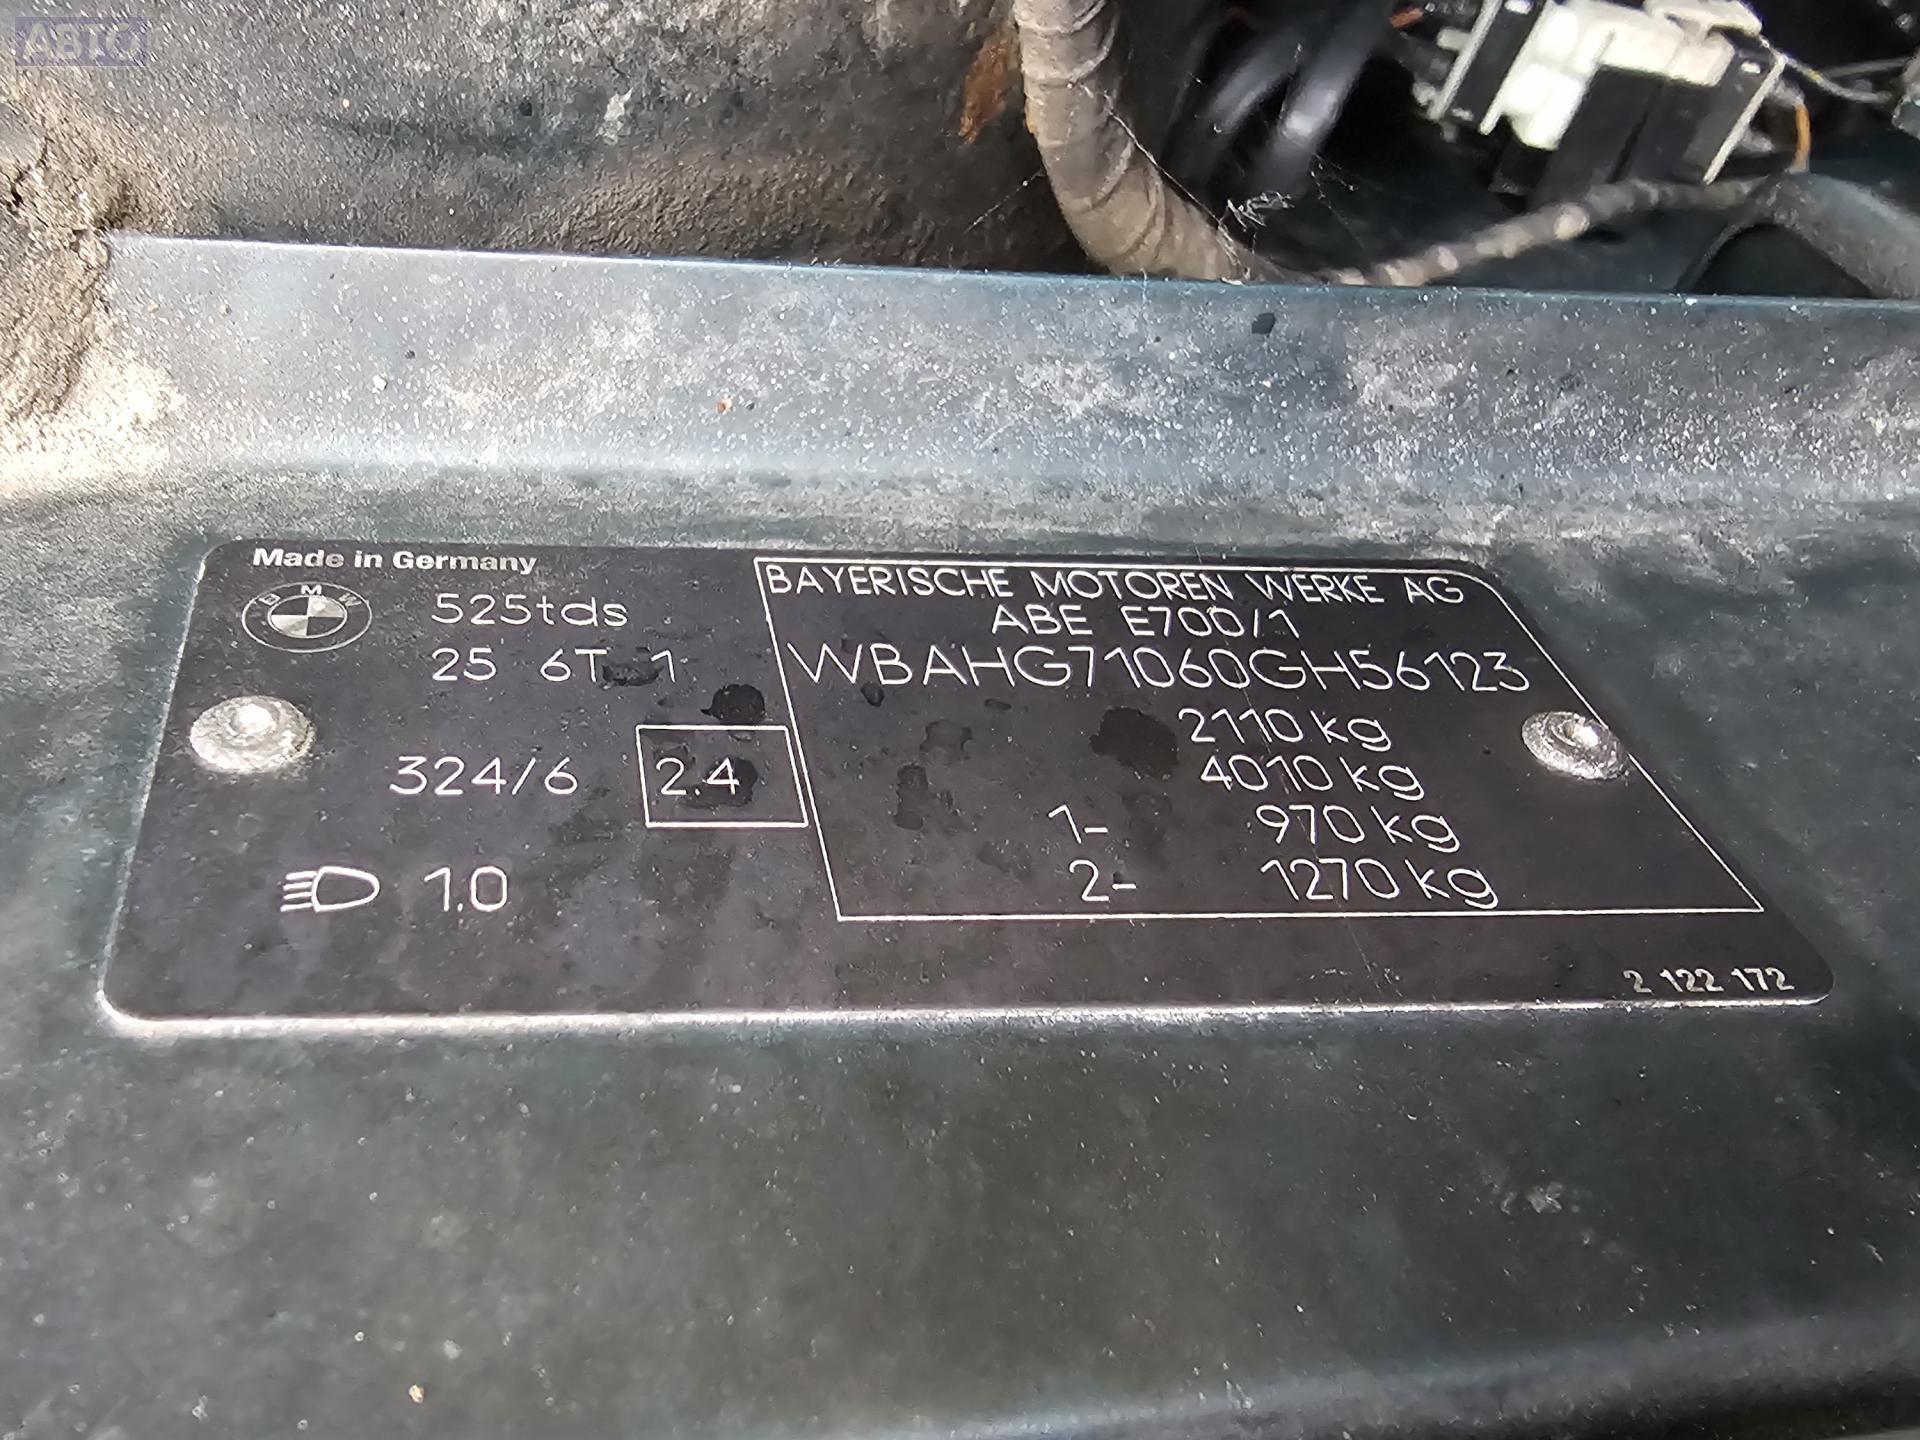 АВТО
Made in Germany
BMW
525tds
25 6T 1
324/6 2.4
1.0
BAYERISCHE MOTOREN WERKE AG
ABE E700/1
WBAHG71060GH56123
2110 kg
4010 kg
1- 970 kg
2- 1270 kg
2 122 172